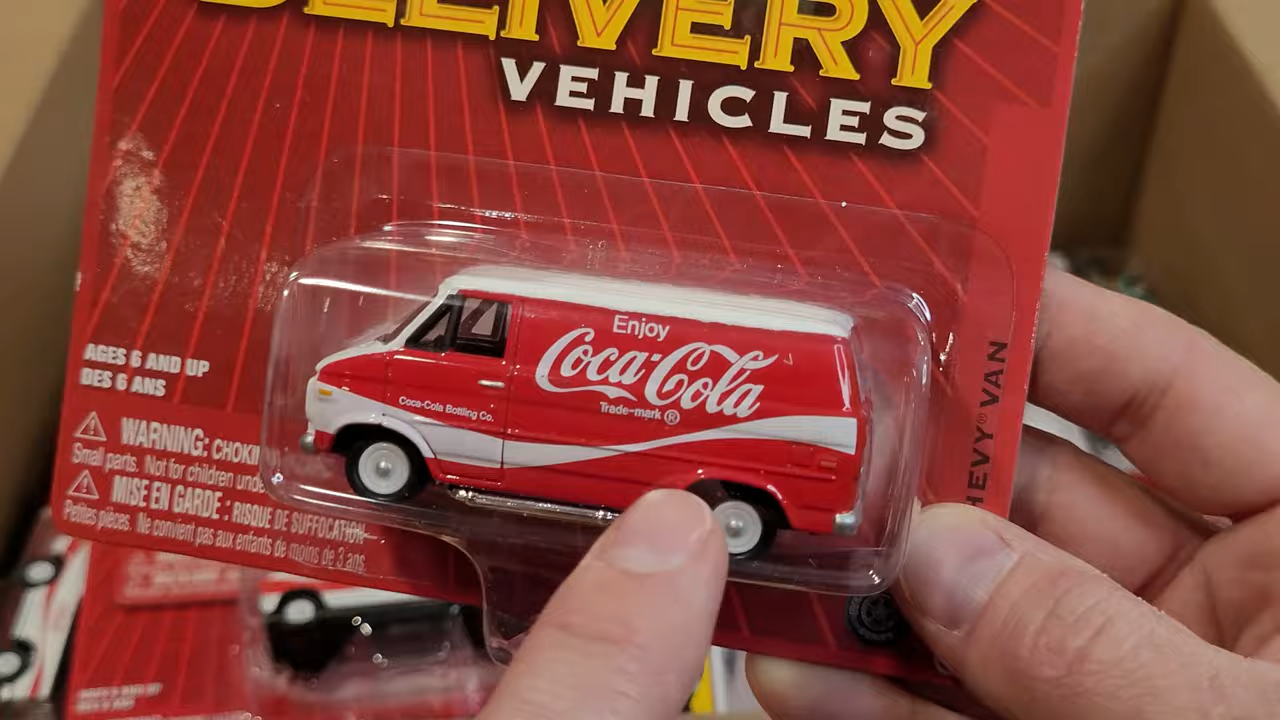 DELIVERY
VEHICLES
Enjoy
Coca-Cola
Trade-mark ®
Coca-Cola Bottling Co.
AGES 6 AND UP
DES 6 ANS
WARNING: CHOKI
Small parts. Not for children unde
MISE EN GARDE : RISQUE DE SUFFOCATION
Petites pièces. Ne convient pas aux enfants de moins de 3 ans.
HEVY® VAN